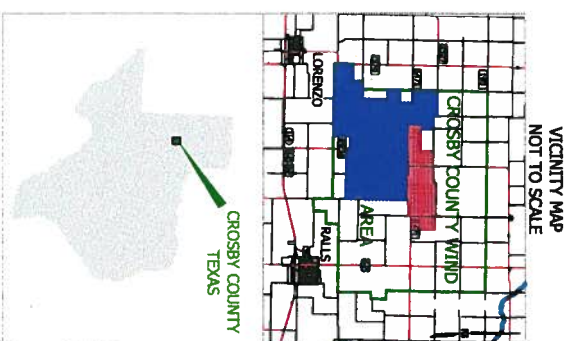 VICINITY MAP
NOT TO SCALE
CROSBY COUNTY WIND
AREA
LORENZO
RALLS
CROSBY COUNTY
TEXAS